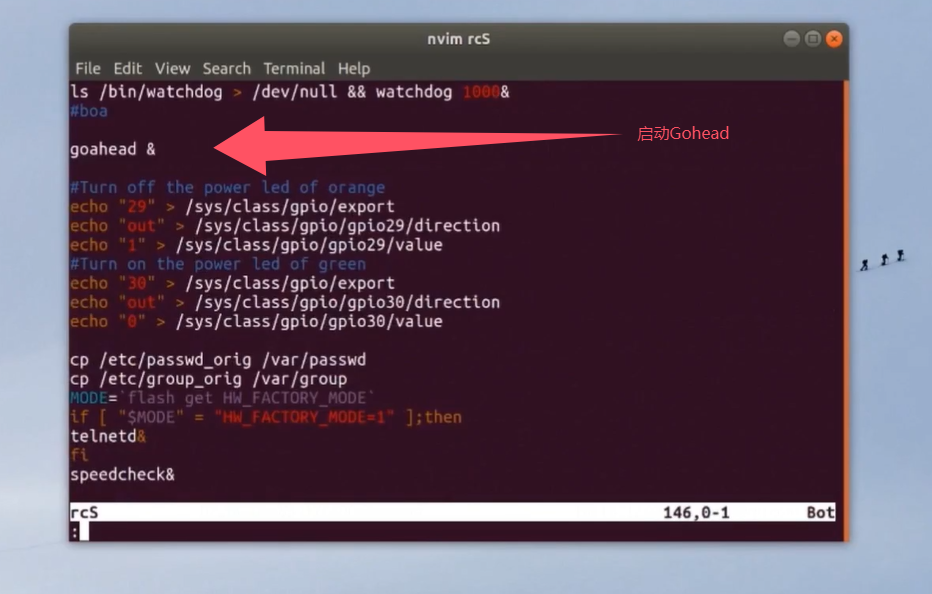 nvim rcS
File Edit View Search Terminal Help
ls /bin/watchdog > /dev/null && watchdog 1000&
#boa
goahead &
启动Gohead
#Turn off the power led of orange
echo "29" > /sys/class/gpio/export
echo "out" > /sys/class/gpio/gpio29/direction
echo "1" > /sys/class/gpio/gpio29/value
#Turn on the power led of green
echo "30" > /sys/class/gpio/export
echo "out" > /sys/class/gpio/gpio30/direction
echo "0" > /sys/class/gpio/gpio30/value
cp /etc/passwd_orig /var/passwd
cp /etc/group_orig /var/group
MODE=`flash get HW_FACTORY_MODE`
if [ "$MODE" = "HW_FACTORY_MODE=1" ];then
telnetd&
fi
speedcheck&
rcS 146,0-1 Bot
: